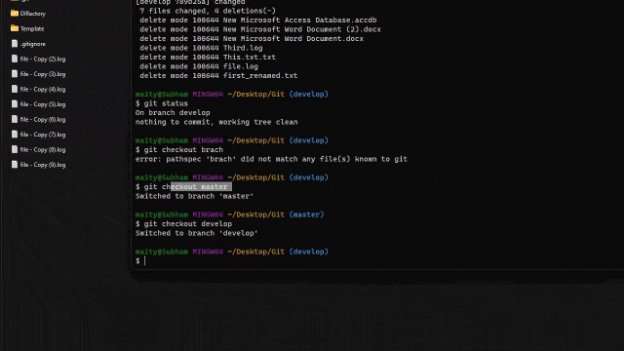 DIRectory
Template
.gitignore
file - Copy (2).log
file - Copy (3).log
file - Copy (4).log
file - Copy (5).log
file - Copy (6).log
file - Copy (7).log
file - Copy (8).log
file - Copy (9).log
[develop 789b25a] changed
7 files changed, 4 deletions(-)
delete mode 100644 New Microsoft Access Database.accdb
delete mode 100644 New Microsoft Word Document (2).docx
delete mode 100644 New Microsoft Word Document.docx
delete mode 100644 Third.log
delete mode 100644 This.txt.txt
delete mode 100644 file.log
delete mode 100644 first_renamed.txt
maity@Subham MINGW64 ~/Desktop/Git (develop)
$ git status
On branch develop
nothing to commit, working tree clean
maity@Subham MINGW64 ~/Desktop/Git (develop)
$ git checkout brach
error: pathspec 'brach' did not match any file(s) known to git
maity@Subham MINGW64 ~/Desktop/Git (develop)
$ git checkout master
Switched to branch 'master'
maity@Subham MINGW64 ~/Desktop/Git (master)
$ git checkout develop
Switched to branch 'develop'
maity@Subham MINGW64 ~/Desktop/Git (develop)
$